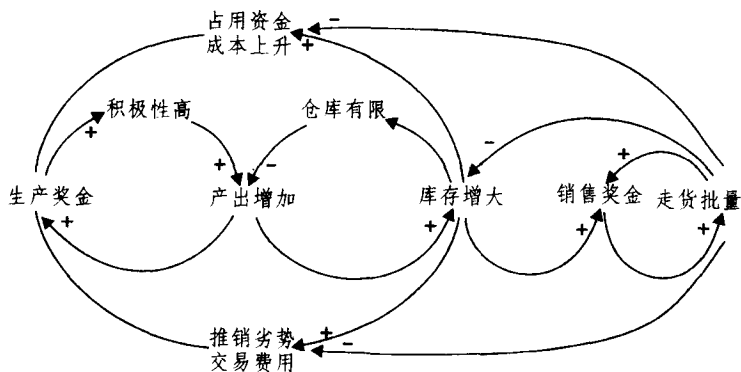 占用资金
成本上升
积极性高
仓库有限
生产奖金
产出增加
库存增大
销售奖金
走货批量
推销劣势
交易费用
-
+
+
+
-
-
+
+
+
+
+
+
-